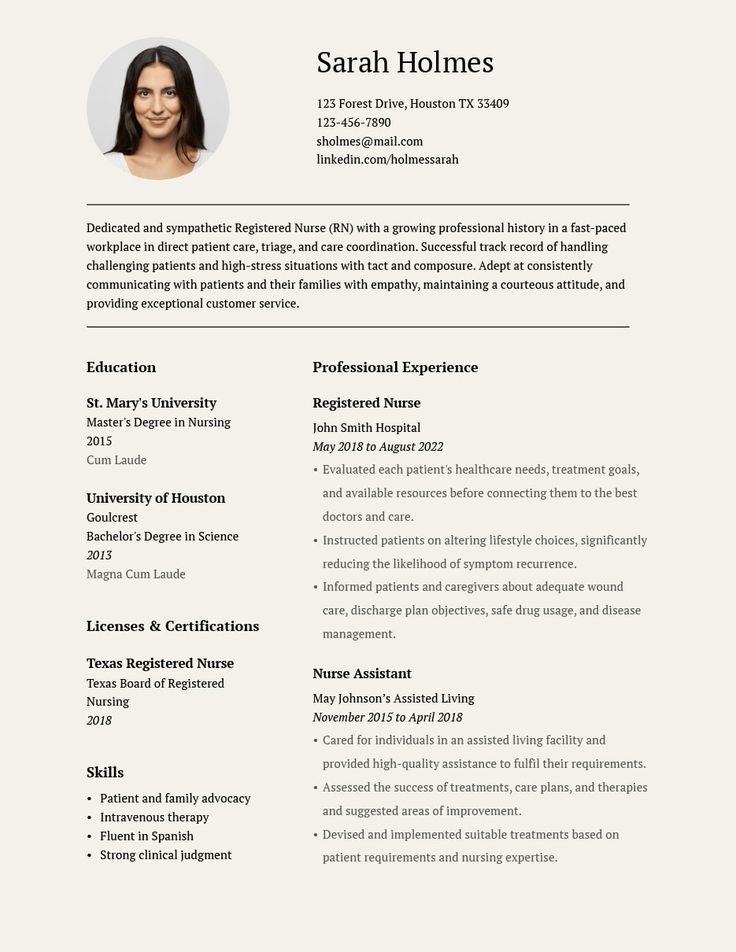 Sarah Holmes
123 Forest Drive, Houston TX 33409
123-456-7890
sholmes@mail.com
linkedin.com/holmessarah
Dedicated and sympathetic Registered Nurse (RN) with a growing professional history in a fast-paced
workplace in direct patient care, triage, and care coordination. Successful track record of handling
challenging patients and high-stress situations with tact and composure. Adept at consistently
communicating with patients and their families with empathy, maintaining a courteous attitude, and
providing exceptional customer service.
Education
St. Mary's University
Master's Degree in Nursing
2015
Cum Laude
University of Houston
Goulcrest
Bachelor's Degree in Science
2013
Magna Cum Laude
Licenses & Certifications
Texas Registered Nurse
Texas Board of Registered
Nursing
2018
Skills
• Patient and family advocacy
• Intravenous therapy
• Fluent in Spanish
• Strong clinical judgment
Professional Experience
Registered Nurse
John Smith Hospital
May 2018 to August 2022
• Evaluated each patient's healthcare needs, treatment goals,
and available resources before connecting them to the best
doctors and care.
• Instructed patients on altering lifestyle choices, significantly
reducing the likelihood of symptom recurrence.
• Informed patients and caregivers about adequate wound
care, discharge plan objectives, safe drug usage, and disease
management.
Nurse Assistant
May Johnson’s Assisted Living
November 2015 to April 2018
• Cared for individuals in an assisted living facility and
provided high-quality assistance to fulfil their requirements.
• Assessed the success of treatments, care plans, and therapies
and suggested areas of improvement.
• Devised and implemented suitable treatments based on
patient requirements and nursing expertise.